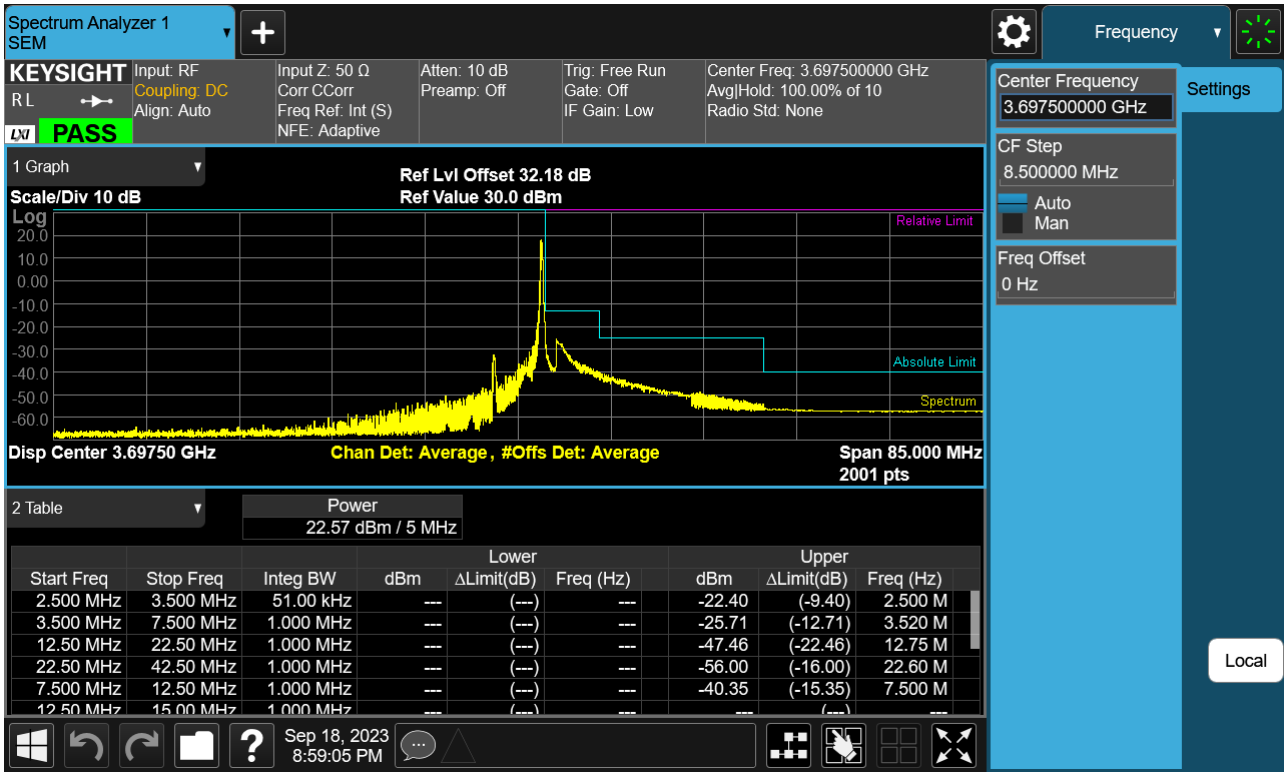 Spectrum Analyzer 1
SEM
Frequency
KEYSIGHT
R L
LXI
PASS
Input: RF
Coupling: DC
Align: Auto
Input Z: 50 Ω
Corr CCorr
Freq Ref: Int (S)
NFE: Adaptive
Atten: 10 dB
Preamp: Off
Trig: Free Run
Gate: Off
IF Gain: Low
Center Freq: 3.697500000 GHz
Avg|Hold: 100.00% of 10
Radio Std: None
Center Frequency
3.697500000 GHz
Settings
CF Step
8.500000 MHz
Auto
Man
Freq Offset
0 Hz
1 Graph
Scale/Div 10 dB
Ref Lvl Offset 32.18 dB
Ref Value 30.0 dBm
Log
20.0
10.0
0.00
-10.0
-20.0
-30.0
-40.0
-50.0
-60.0
Relative Limit
Absolute Limit
Spectrum
Disp Center 3.69750 GHz
Chan Det: Average , #Offs Det: Average
Span 85.000 MHz
2001 pts
2 Table
Power
22.57 dBm / 5 MHz
Lower Upper
Start Freq Stop Freq Integ BW dBm ΔLimit(dB) Freq (Hz) dBm ΔLimit(dB) Freq (Hz)
2.500 MHz 3.500 MHz 51.00 kHz --- (---) --- -22.40 (-9.40) 2.500 M
3.500 MHz 7.500 MHz 1.000 MHz --- (---) --- -25.71 (-12.71) 3.520 M
12.50 MHz 22.50 MHz 1.000 MHz --- (---) --- -47.46 (-22.46) 12.75 M
22.50 MHz 42.50 MHz 1.000 MHz --- (---) --- -56.00 (-16.00) 22.60 M
7.500 MHz 12.50 MHz 1.000 MHz --- (---) --- -40.35 (-15.35) 7.500 M
12.50 MHz 15.00 MHz 1.000 MHz --- (---) --- --- (---) ---
Local
?
Sep 18, 2023
8:59:05 PM